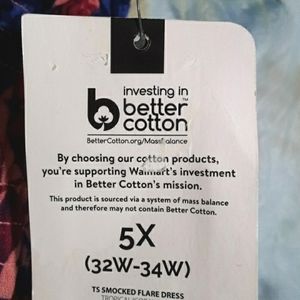 investing in
better™
cotton
BetterCotton.org/MassBalance
By choosing our cotton products,
you're supporting Walmart's investment
in Better Cotton's mission.
This product is sourced via a system of mass balance
and therefore may not contain Better Cotton.
5X
(32W-34W)
TS SMOCKED FLARE DRESS
TROPICAL